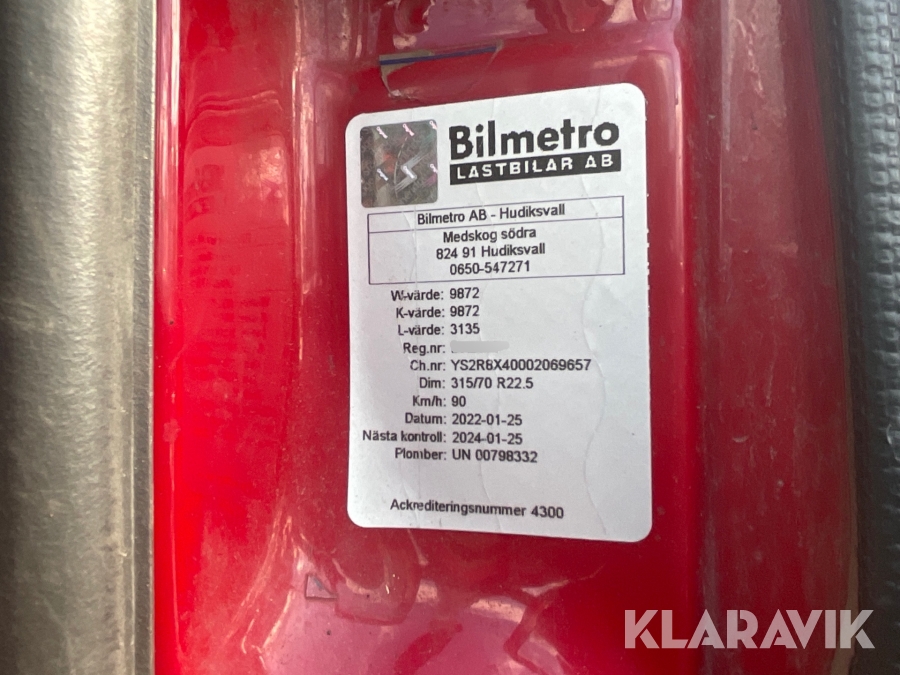 Bilmetro
LASTBILAR AB
Bilmetro AB - Hudiksvall
Medskog södra
824 91 Hudiksvall
0650-547271
W-värde: 9872
K-värde: 9872
L-värde: 3135
Reg.nr:
Ch.nr: YS2R8X40002069657
Dim: 315/70 R22.5
Km/h: 90
Datum: 2022-01-25
Nästa kontroll: 2024-01-25
Plomber: UN 00798332
Ackrediteringsnummer 4300
KLARAVIK